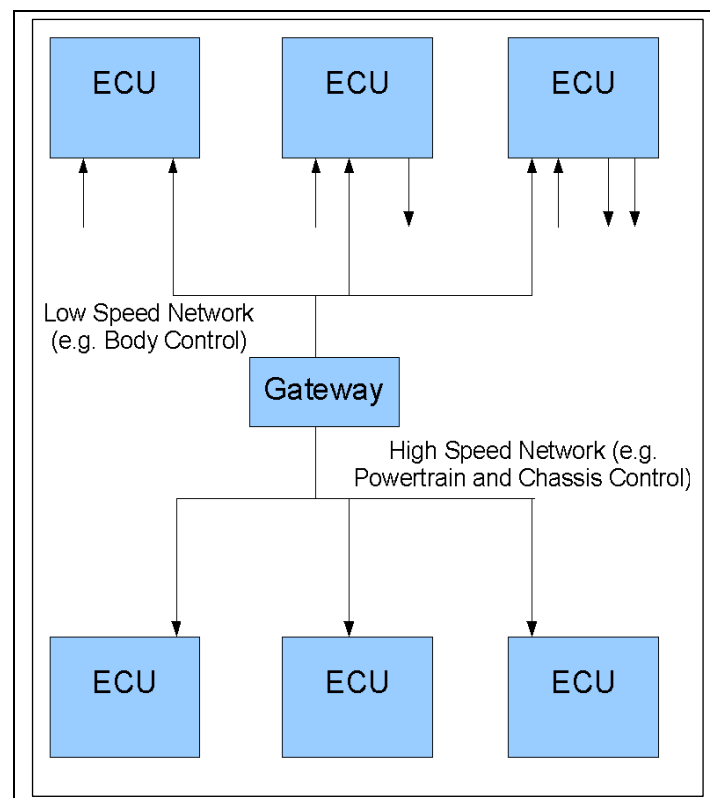 ECU
ECU
ECU
Low Speed Network
(e.g. Body Control)
Gateway
High Speed Network (e.g.
Powertrain and Chassis Control)
ECU
ECU
ECU